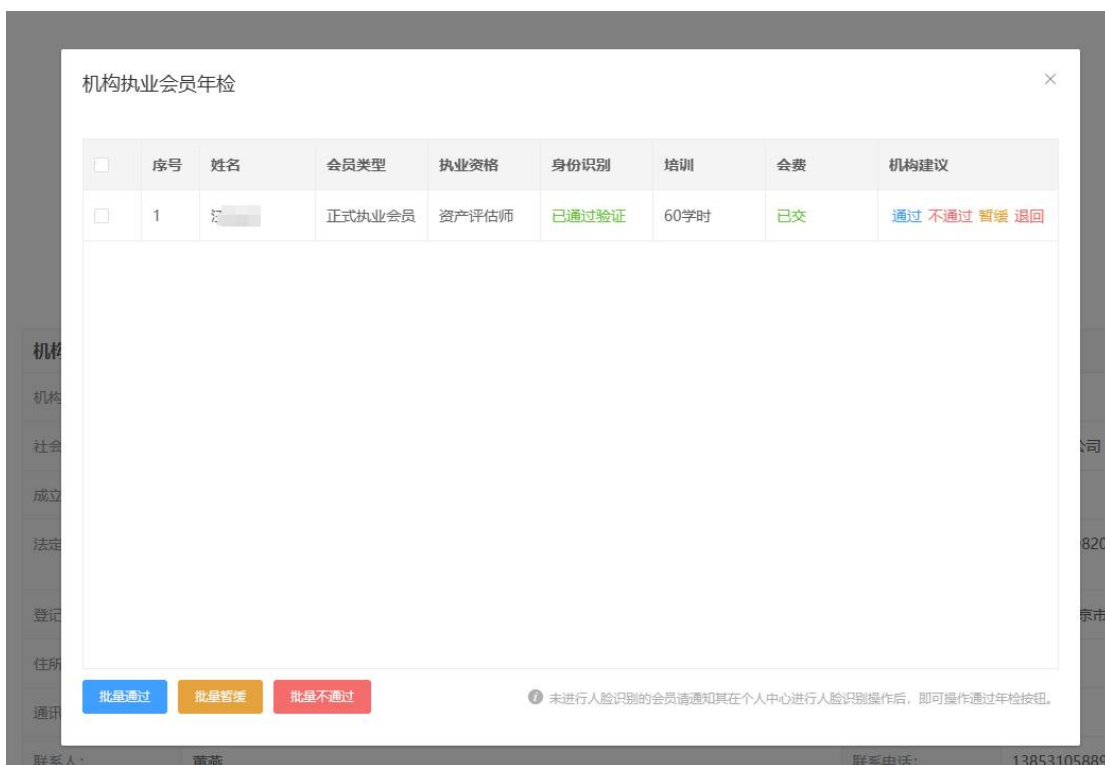 机构执业会员年检
序号 姓名 会员类型 执业资格 身份识别 培训 会费 机构建议
1 正式执业会员 资产评估师 已通过验证 60学时 已交 通过 不通过 暂缓 退回
机构
机构
社会 公司
成立
法定 820
登记 京市
住所
批量通过 批量暂缓 批量不通过 未进行人脸识别的会员请通知其在个人中心进行人脸识别操作后，即可操作通过年检按钮。
通讯
联系人： 联系电话： 13853105889